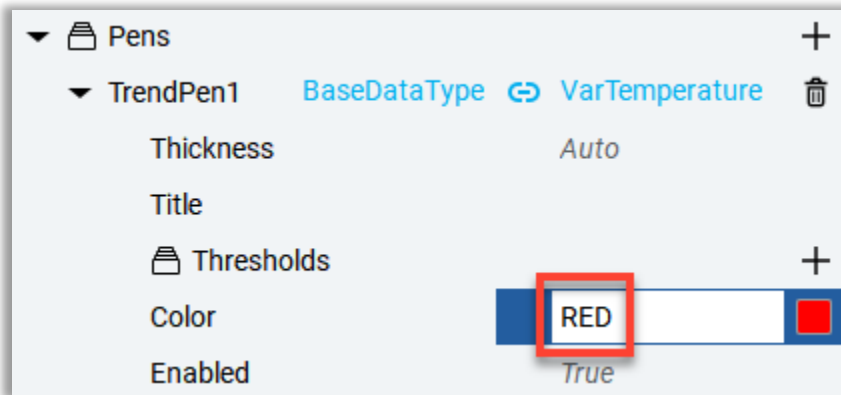 Pens
TrendPen1 BaseDataType VarTemperature
Thickness Auto
Title
Thresholds
Color RED
Enabled True